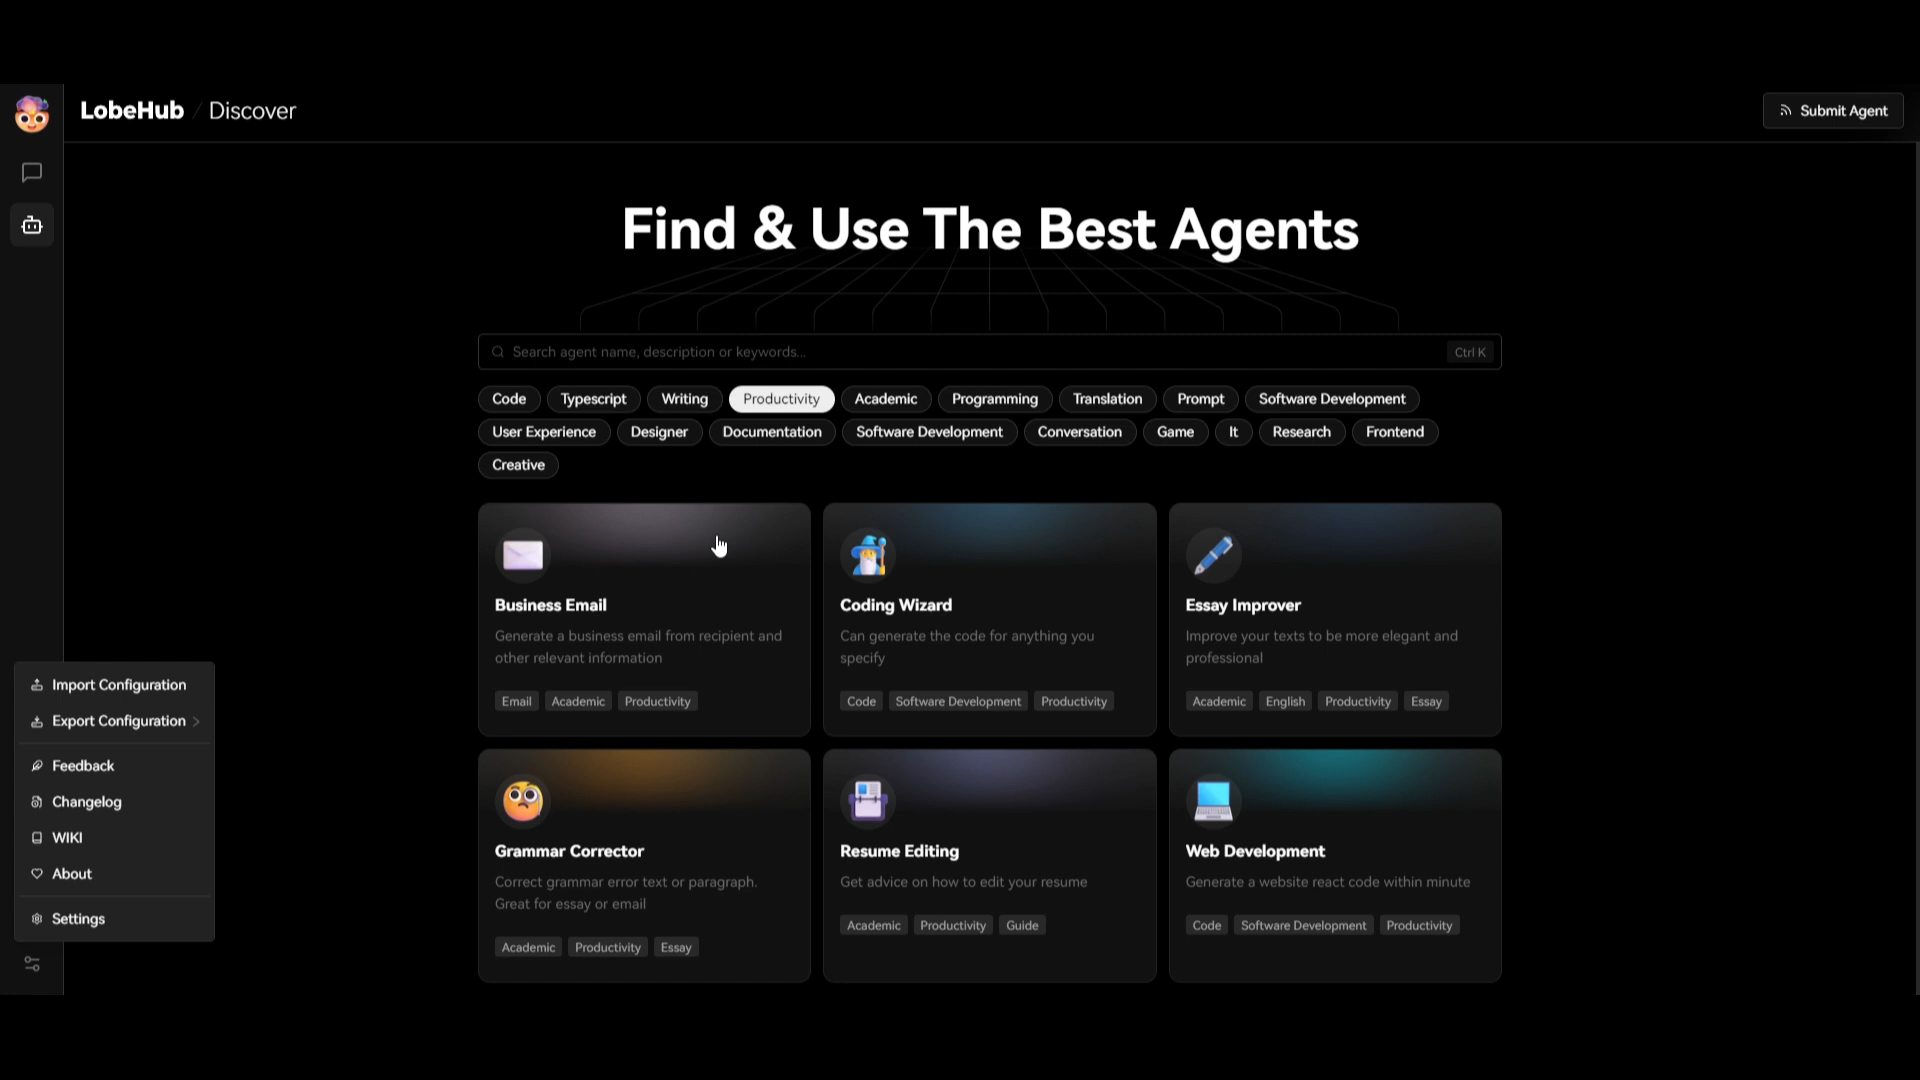 LobeHub / Discover
Submit Agent
Find & Use The Best Agents
Search agent name, description or keywords...
Ctrl K
Code
Typescript
Writing
Productivity
Academic
Programming
Translation
Prompt
Software Development
User Experience
Designer
Documentation
Software Development
Conversation
Game
It
Research
Frontend
Creative
Business Email
Generate a business email from recipient and
other relevant information
Email
Academic
Productivity
Coding Wizard
Can generate the code for anything you
specify
Code
Software Development
Productivity
Essay Improver
Improve your texts to be more elegant and
professional
Academic
English
Productivity
Essay
Grammar Corrector
Correct grammar error text or paragraph.
Great for essay or email
Academic
Productivity
Essay
Resume Editing
Get advice on how to edit your resume
Academic
Productivity
Guide
Web Development
Generate a website react code within minute
Code
Software Development
Productivity
Import Configuration
Export Configuration
Feedback
Changelog
WIKI
About
Settings